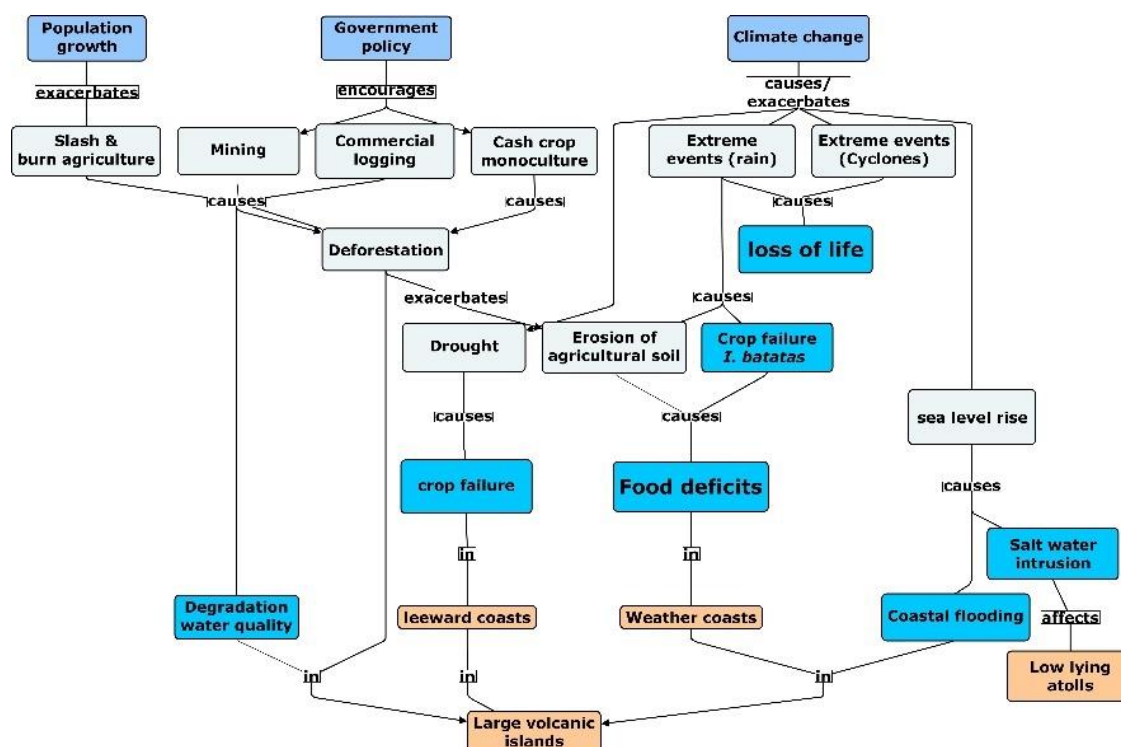 Population
growth
Government
policy
Climate change
exacerbates
encourages
causes/
exacerbates
Slash &
burn agriculture
Mining
Commercial
logging
Cash crop
monoculture
Extreme
events (rain)
Extreme events
(Cyclones)
causes
causes
causes
Deforestation
loss of life
exacerbates
causes
Drought
Erosion of
agricultural soil
Crop failure
I. batatas
causes
causes
sea level rise
crop failure
Food deficits
causes
in
in
Salt water
intrusion
Degradation
water quality
leeward coasts
Weather coasts
Coastal flooding
affects
in
in
in
Low lying
atolls
Large volcanic
islands